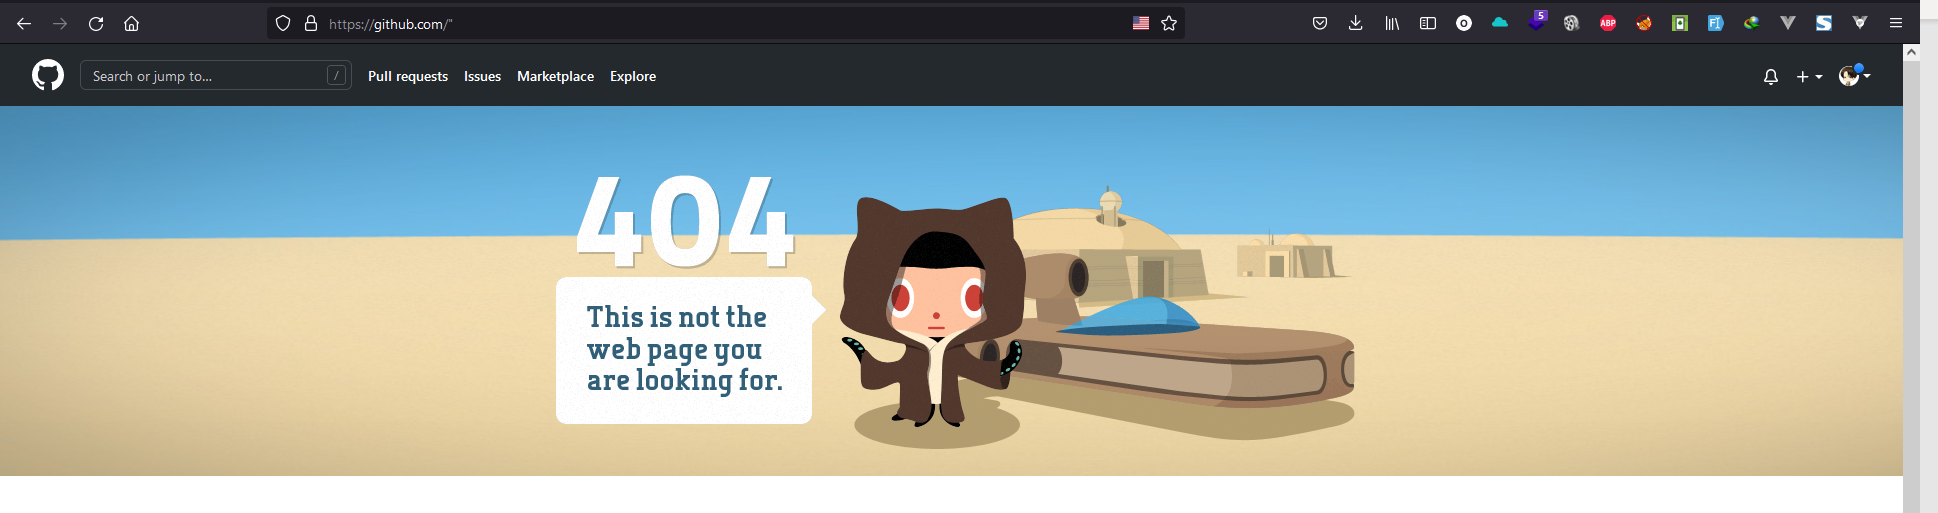 https://github.com/"
5
ABP
Search or jump to...
/
Pull requests
Issues
Marketplace
Explore
404
This is not the
web page you
are looking for.